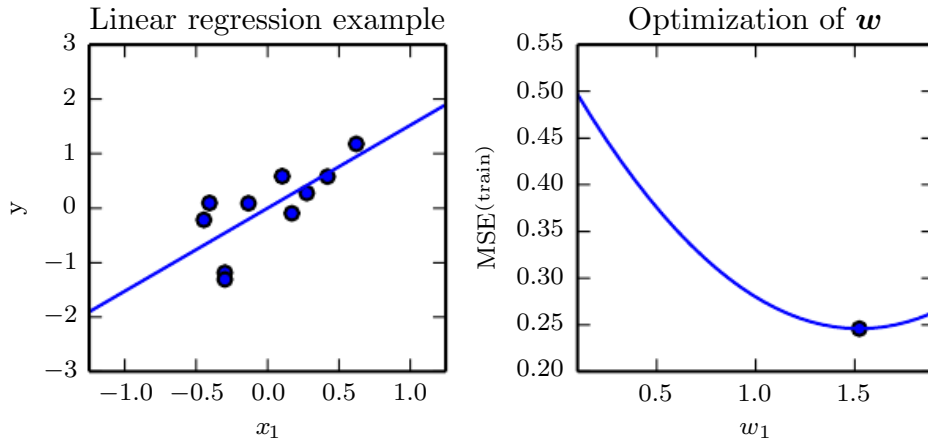 Linear regression example
3
2
1
0
−1
−2
−3
y
−1.0 −0.5 0.0 0.5 1.0
x1
Optimization of w
0.55
0.50
0.45
0.40
0.35
0.30
0.25
0.20
MSE(train)
0.5 1.0 1.5
w1